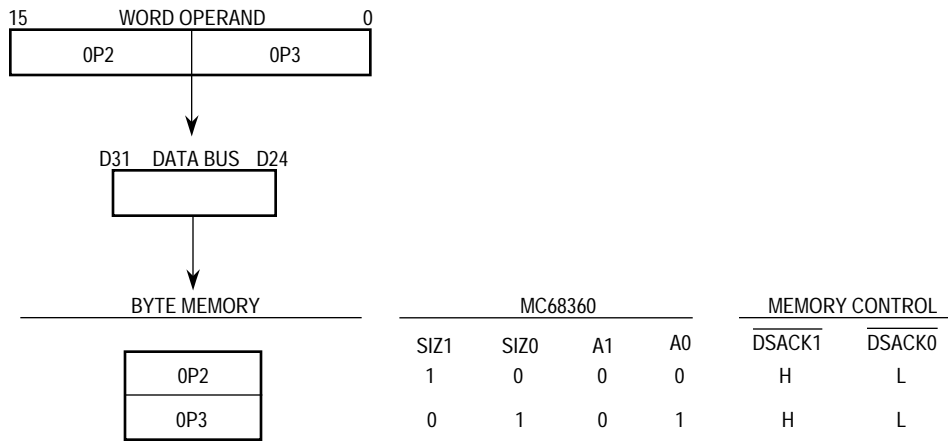 15 WORD OPERAND 0
0P2 0P3
D31 DATA BUS D24
BYTE MEMORY MC68360 MEMORY CONTROL
SIZ1 SIZ0 A1 A0 DSACK1 DSACK0
0P2 1 0 0 0 H L
0P3 0 1 0 1 H L